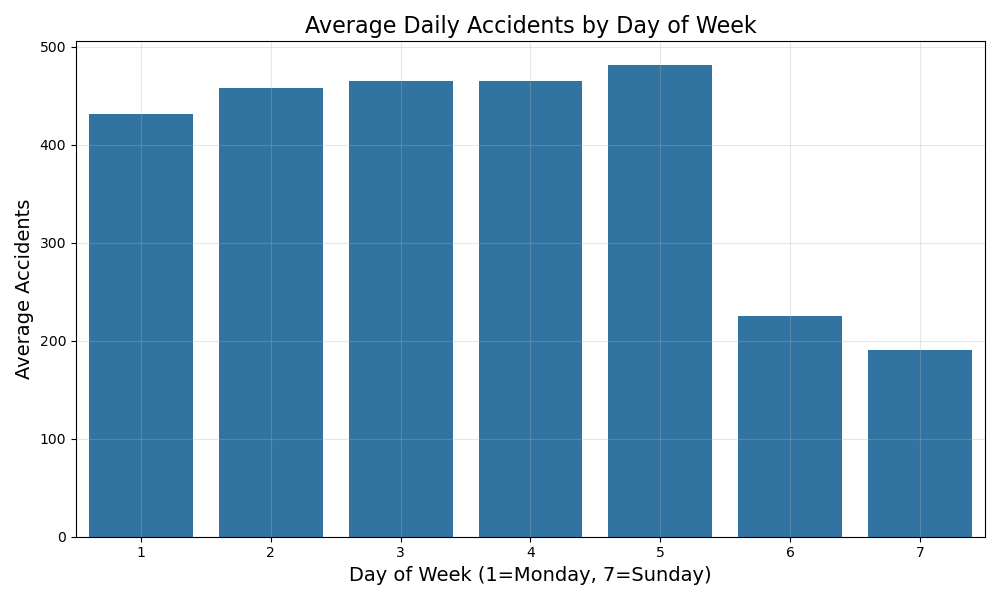 Average Daily Accidents by Day of Week
Average Accidents
500
400
300
200
100
0
1 2 3 4 5 6 7
Day of Week (1=Monday, 7=Sunday)